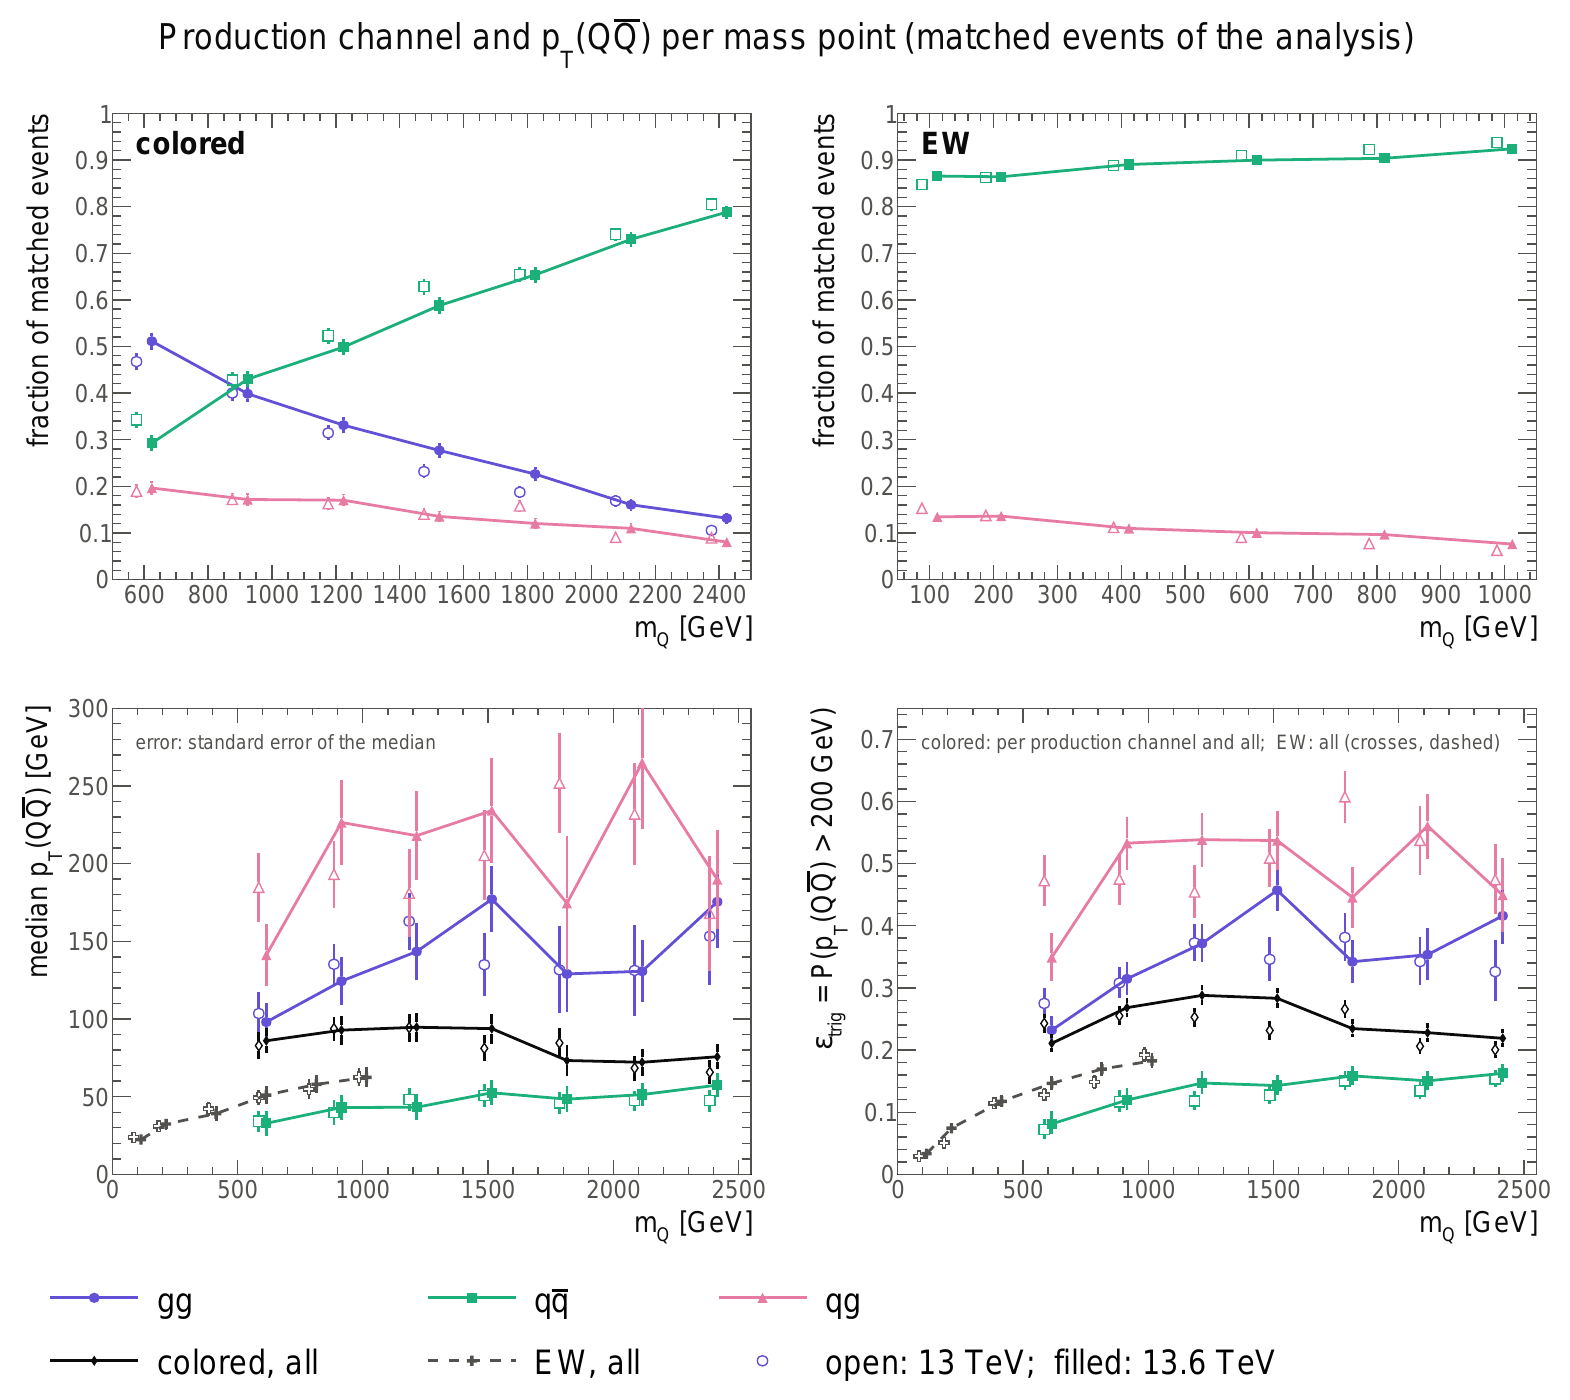 Production channel and p_T(QQ̅) per mass point (matched events of the analysis)
fraction of matched events
colored
1
0.9
0.8
0.7
0.6
0.5
0.4
0.3
0.2
0.1
0
600 800 1000 1200 1400 1600 1800 2000 2200 2400
m_Q [GeV]
fraction of matched events
EW
1
0.9
0.8
0.7
0.6
0.5
0.4
0.3
0.2
0.1
0
100 200 300 400 500 600 700 800 900 1000
m_Q [GeV]
median p_T(QQ̅) [GeV]
error: standard error of the median
300
250
200
150
100
50
0
0 500 1000 1500 2000 2500
m_Q [GeV]
ε_trig = P(p_T(QQ̅) > 200 GeV)
colored: per production channel and all; EW: all (crosses, dashed)
0.7
0.6
0.5
0.4
0.3
0.2
0.1
0
0 500 1000 1500 2000 2500
m_Q [GeV]
gg
qq̅
qg
colored, all
EW, all
open: 13 TeV; filled: 13.6 TeV